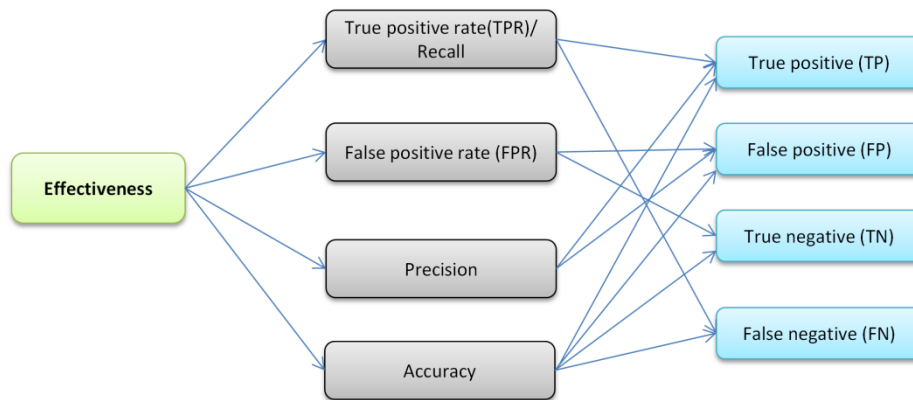 True positive rate(TPR)/
Recall
True positive (TP)
False positive rate (FPR)
False positive (FP)
Effectiveness
True negative (TN)
Precision
False negative (FN)
Accuracy